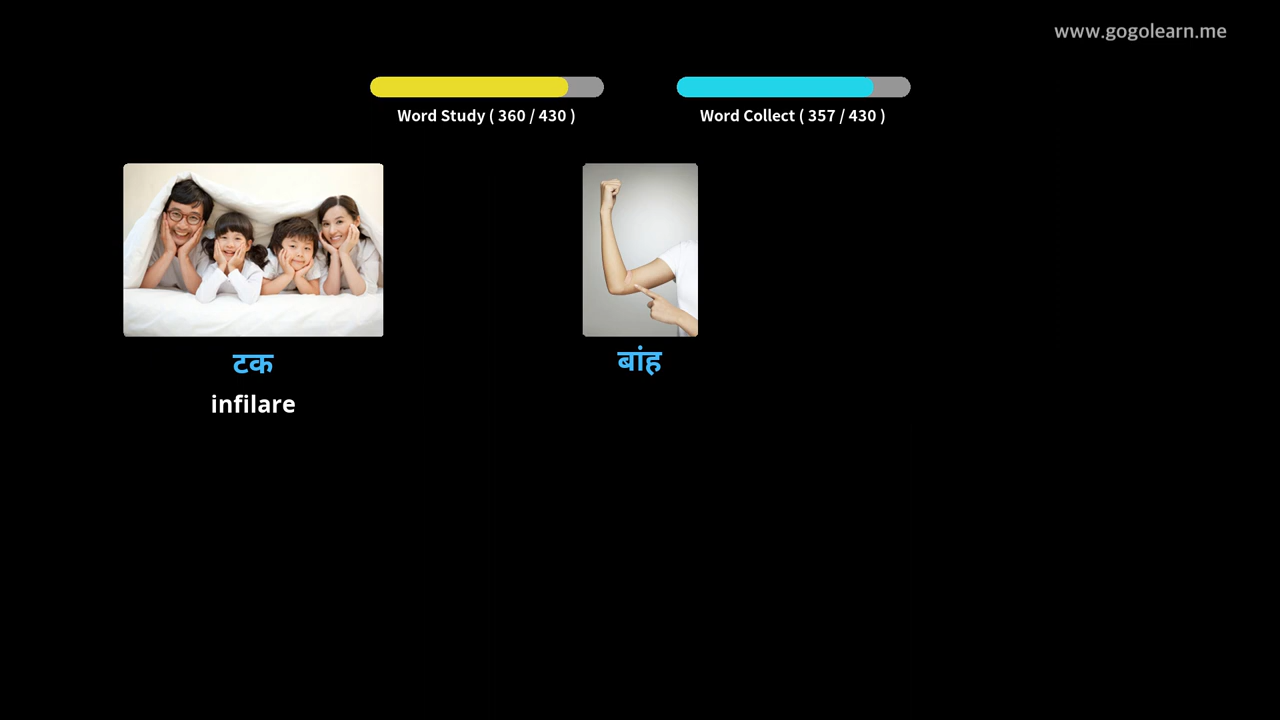 www.gogolearn.me
Word Study ( 360 / 430 )
Word Collect ( 357 / 430 )
टक
बांह
infilare